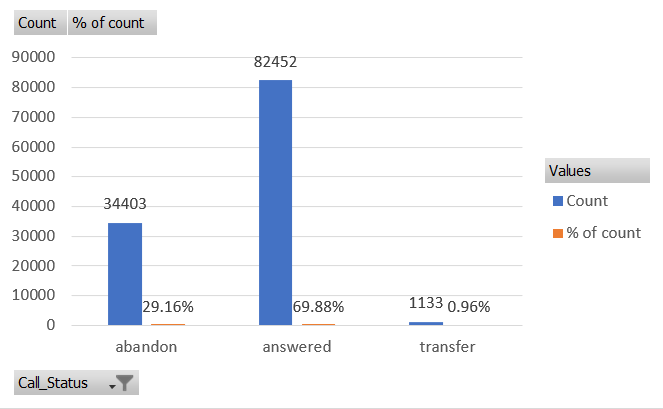 Count % of count
90000
82452
80000
70000
60000
50000
40000
34403
30000
20000
10000
29.16% 69.88% 1133 0.96%
0
abandon answered transfer
Values
Count
% of count
Call_Status